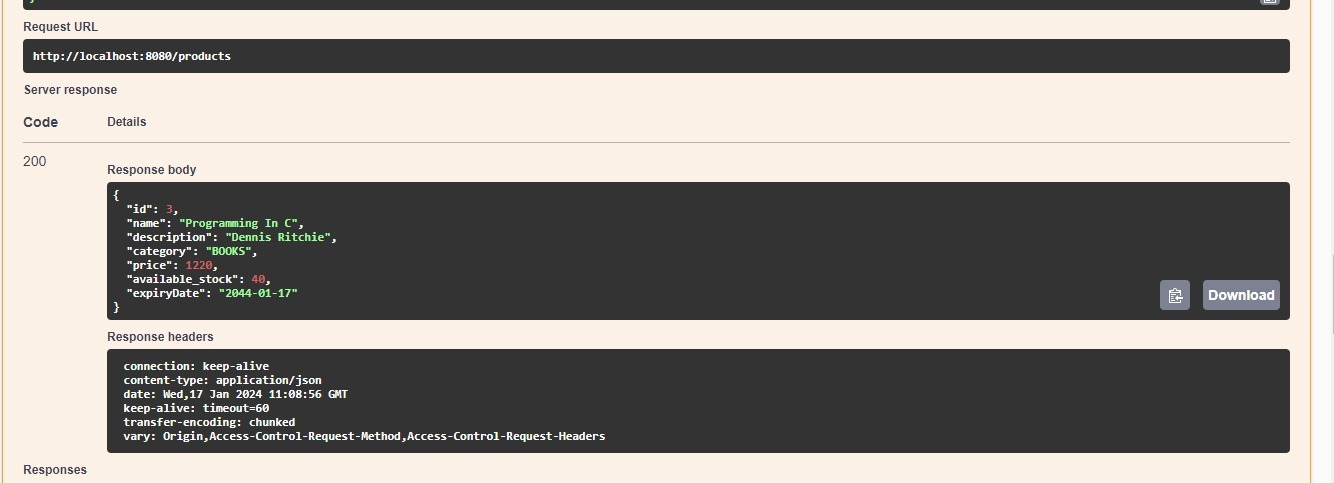 }
Request URL
http://localhost:8080/products
Server response
Code Details
200
Response body
{
  "id": 3,
  "name": "Programming In C",
  "description": "Dennis Ritchie",
  "category": "BOOKS",
  "price": 1220,
  "available_stock": 40,
  "expiryDate": "2044-01-17"
}
Download
Response headers
connection: keep-alive
content-type: application/json
date: Wed,17 Jan 2024 11:08:56 GMT
keep-alive: timeout=60
transfer-encoding: chunked
vary: Origin,Access-Control-Request-Method,Access-Control-Request-Headers
Responses